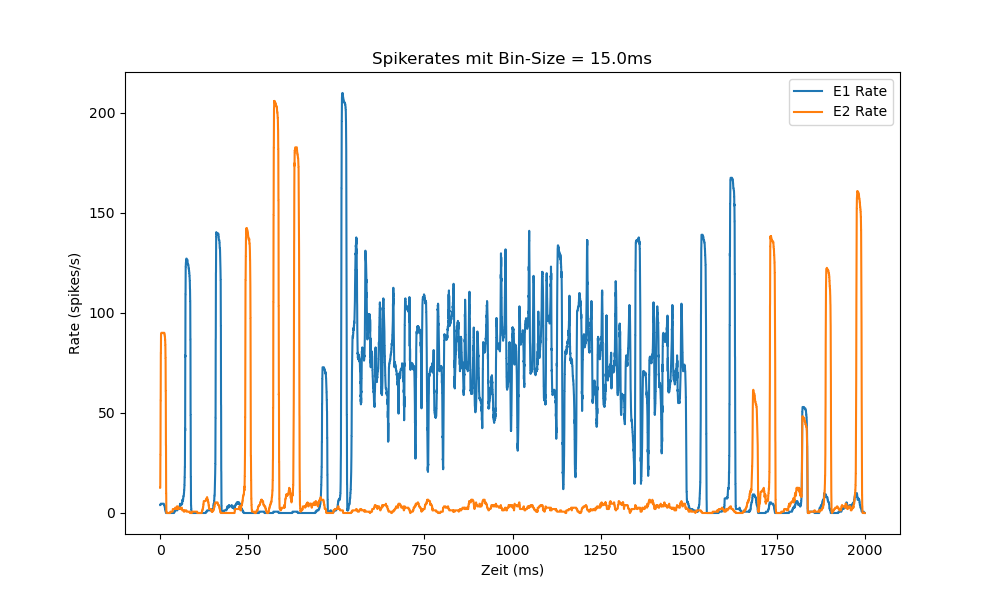 Spikerates mit Bin-Size = 15.0ms
E1 Rate
E2 Rate
200
150
100
50
0
Rate (spikes/s)
0 250 500 750 1000 1250 1500 1750 2000
Zeit (ms)